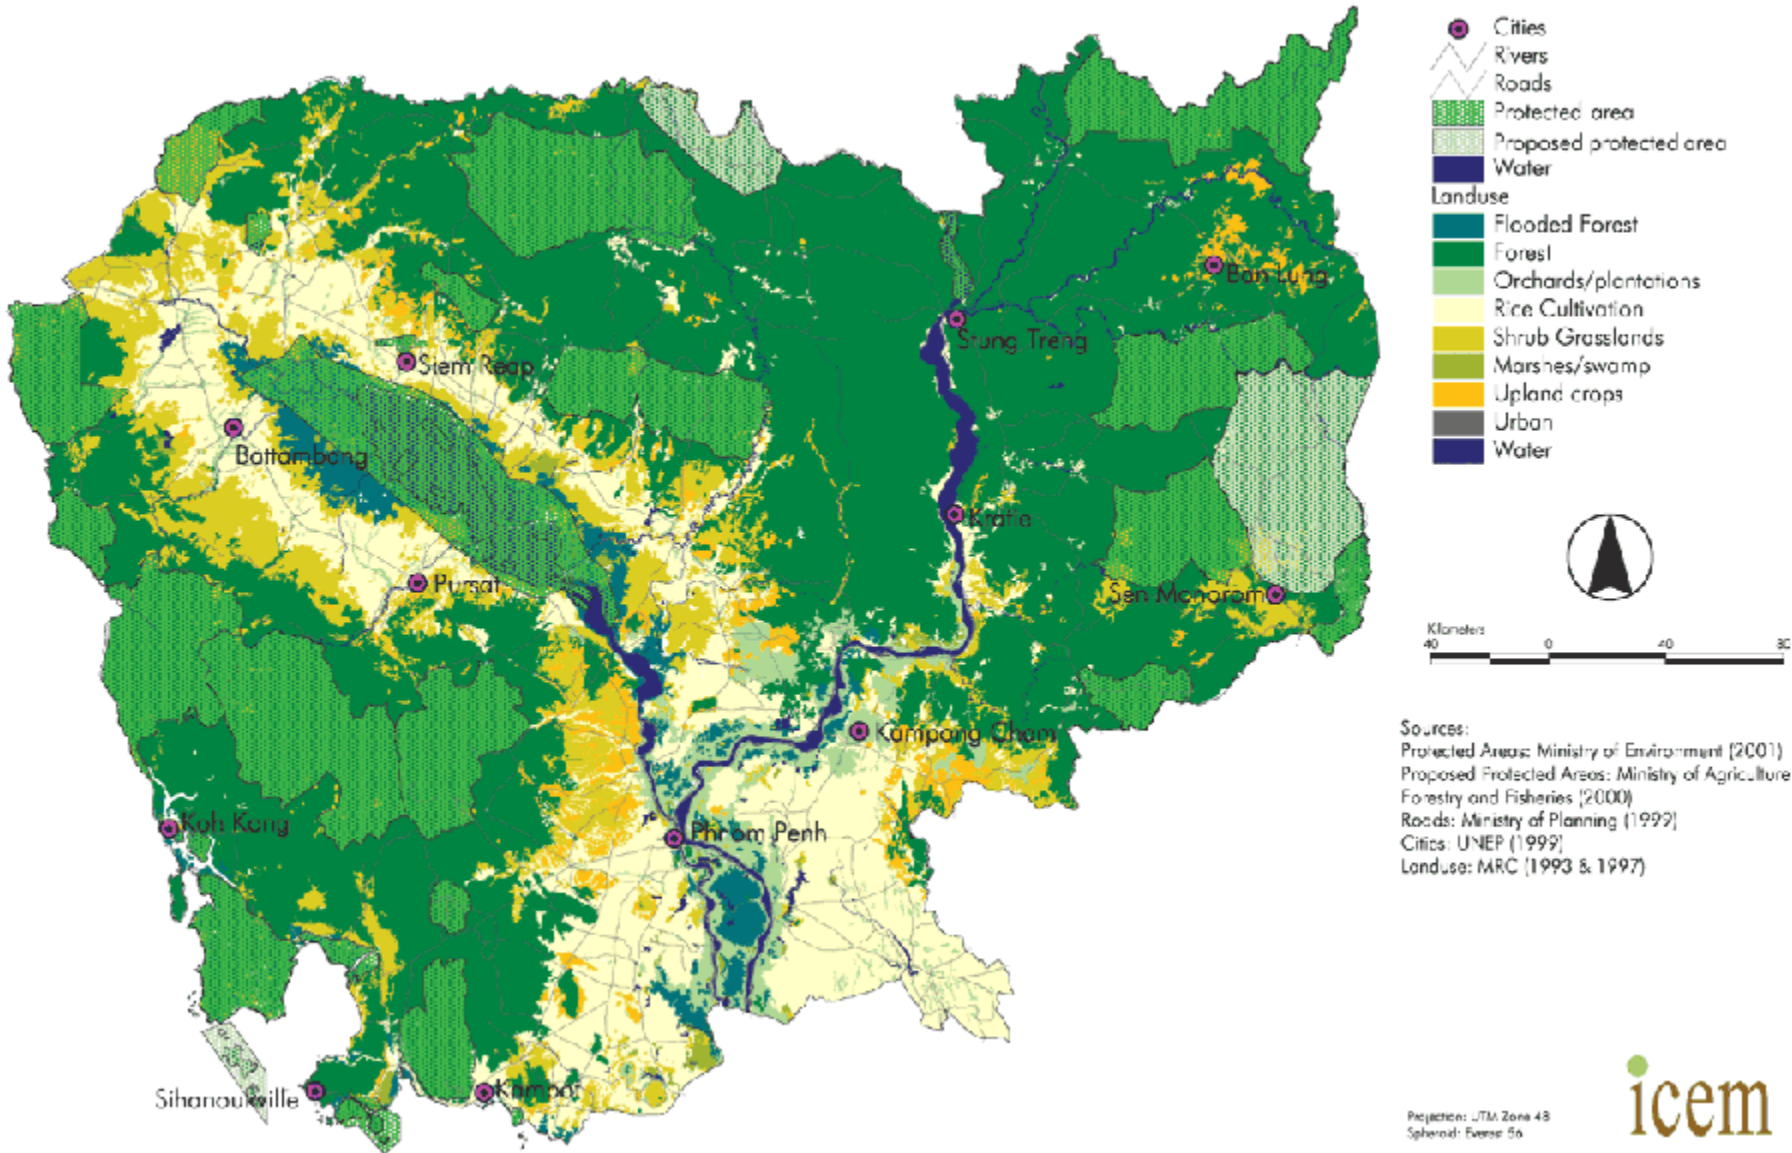 Cities
Rivers
Roads
Protected area
Proposed protected area
Water
Landuse
Flooded Forest
Forest
Orchards/plantations
Rice Cultivation
Shrub Grasslands
Marshes/swamp
Upland crops
Urban
Water
Ban Lung
Stung Treng
Siem Reap
Battambang
Kratie
Pursat
Sen Monorom
Kampong Cham
Koh Kong
Phnom Penh
Sihanoukville
Kampot
Kilometers
40 0 40 80
Sources:
Protected Areas: Ministry of Environment (2001)
Proposed Protected Areas: Ministry of Agriculture
Forestry and Fisheries (2000)
Roads: Ministry of Planning (1999)
Cities: UNEP (1999)
Landuse: MRC (1993 & 1997)
icem
Projection: UTM Zone 48
Spheroid: Everest 56